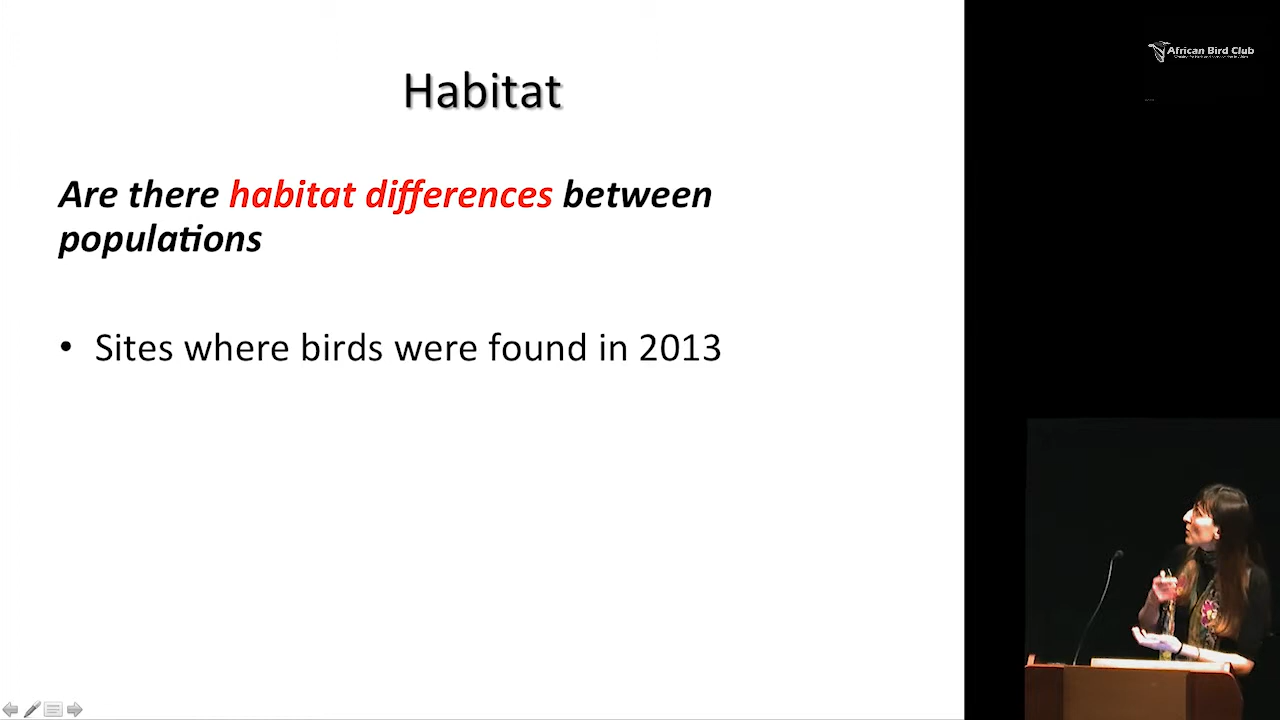 Habitat
Are there habitat differences between
populations
• Sites where birds were found in 2013
African Bird Club